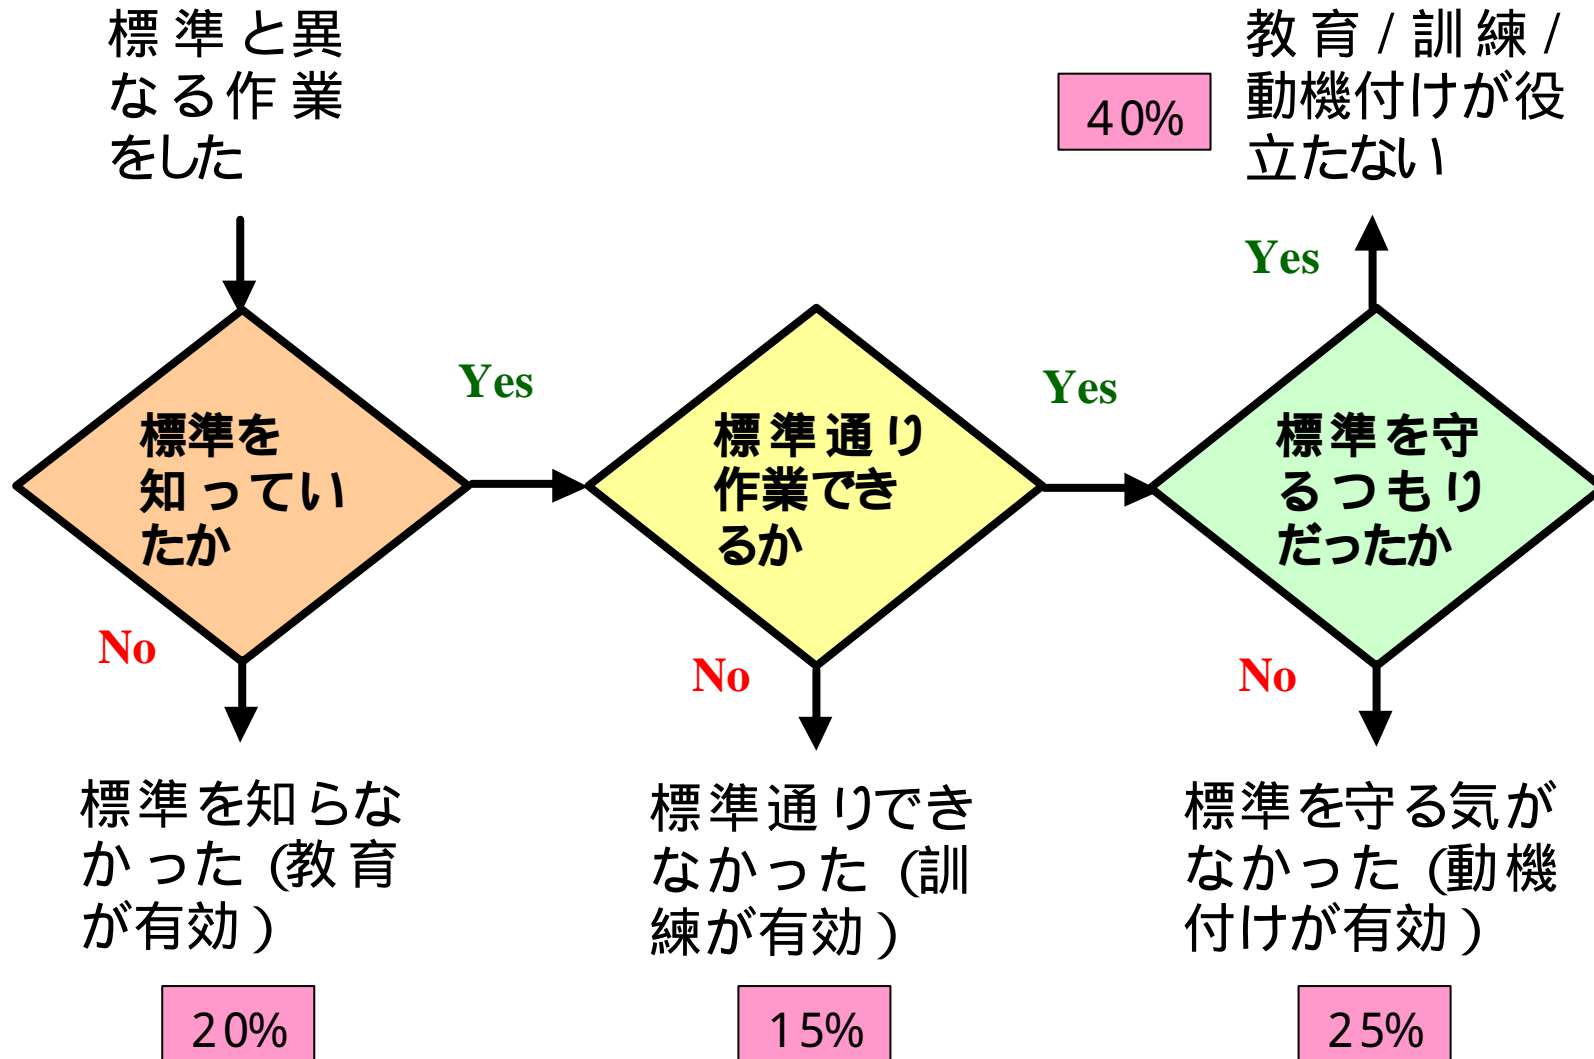 標準と異
なる作業
をした
40%
教育/訓練/
動機付けが役
立たない
Yes
Yes
Yes
標準を
知ってい
たか
標準通り
作業でき
るか
標準を守
るつもり
だったか
No
No
No
標準を知らな
かった(教育
が有効)
標準通りでき
なかった(訓
練が有効)
標準を守る気が
なかった(動機
付けが有効)
20%
15%
25%